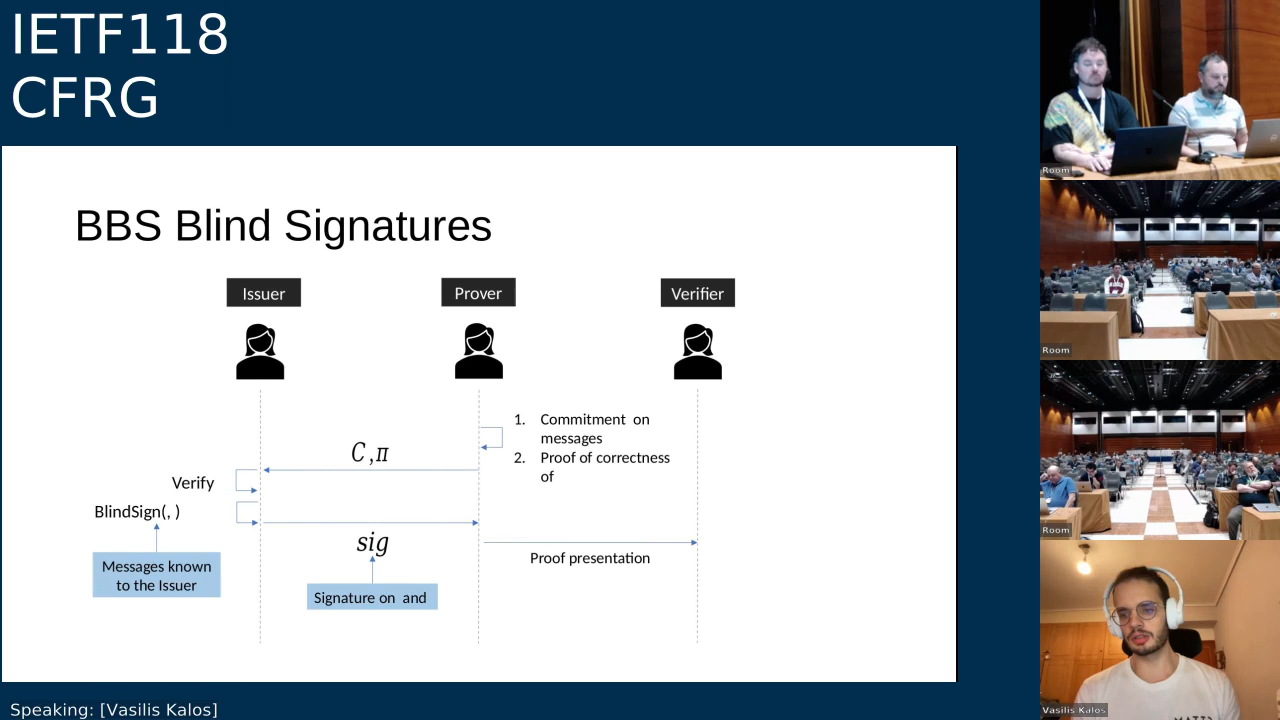 IETF118
CFRG
BBS Blind Signatures
Issuer
Prover
Verifier
1. Commitment on
messages
2. Proof of correctness
of
C,π
Verify
BlindSign(, )
sig
Proof presentation
Messages known
to the Issuer
Signature on and
Room
Room
Room
Vasilis Kalos
Speaking: [Vasilis Kalos]